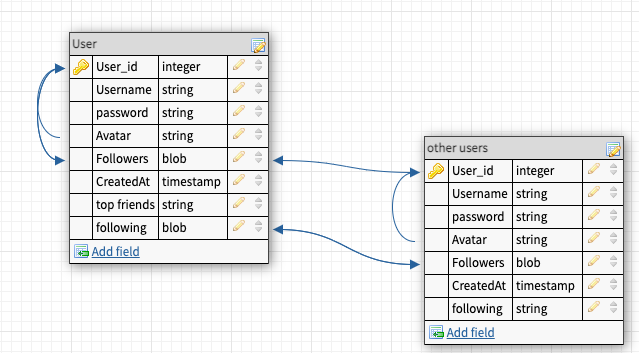 User
User_id integer
Username string
password string
Avatar string
Followers blob
CreatedAt timestamp
top friends string
following blob
Add field
other users
User_id integer
Username string
password string
Avatar string
Followers blob
CreatedAt timestamp
following string
Add field